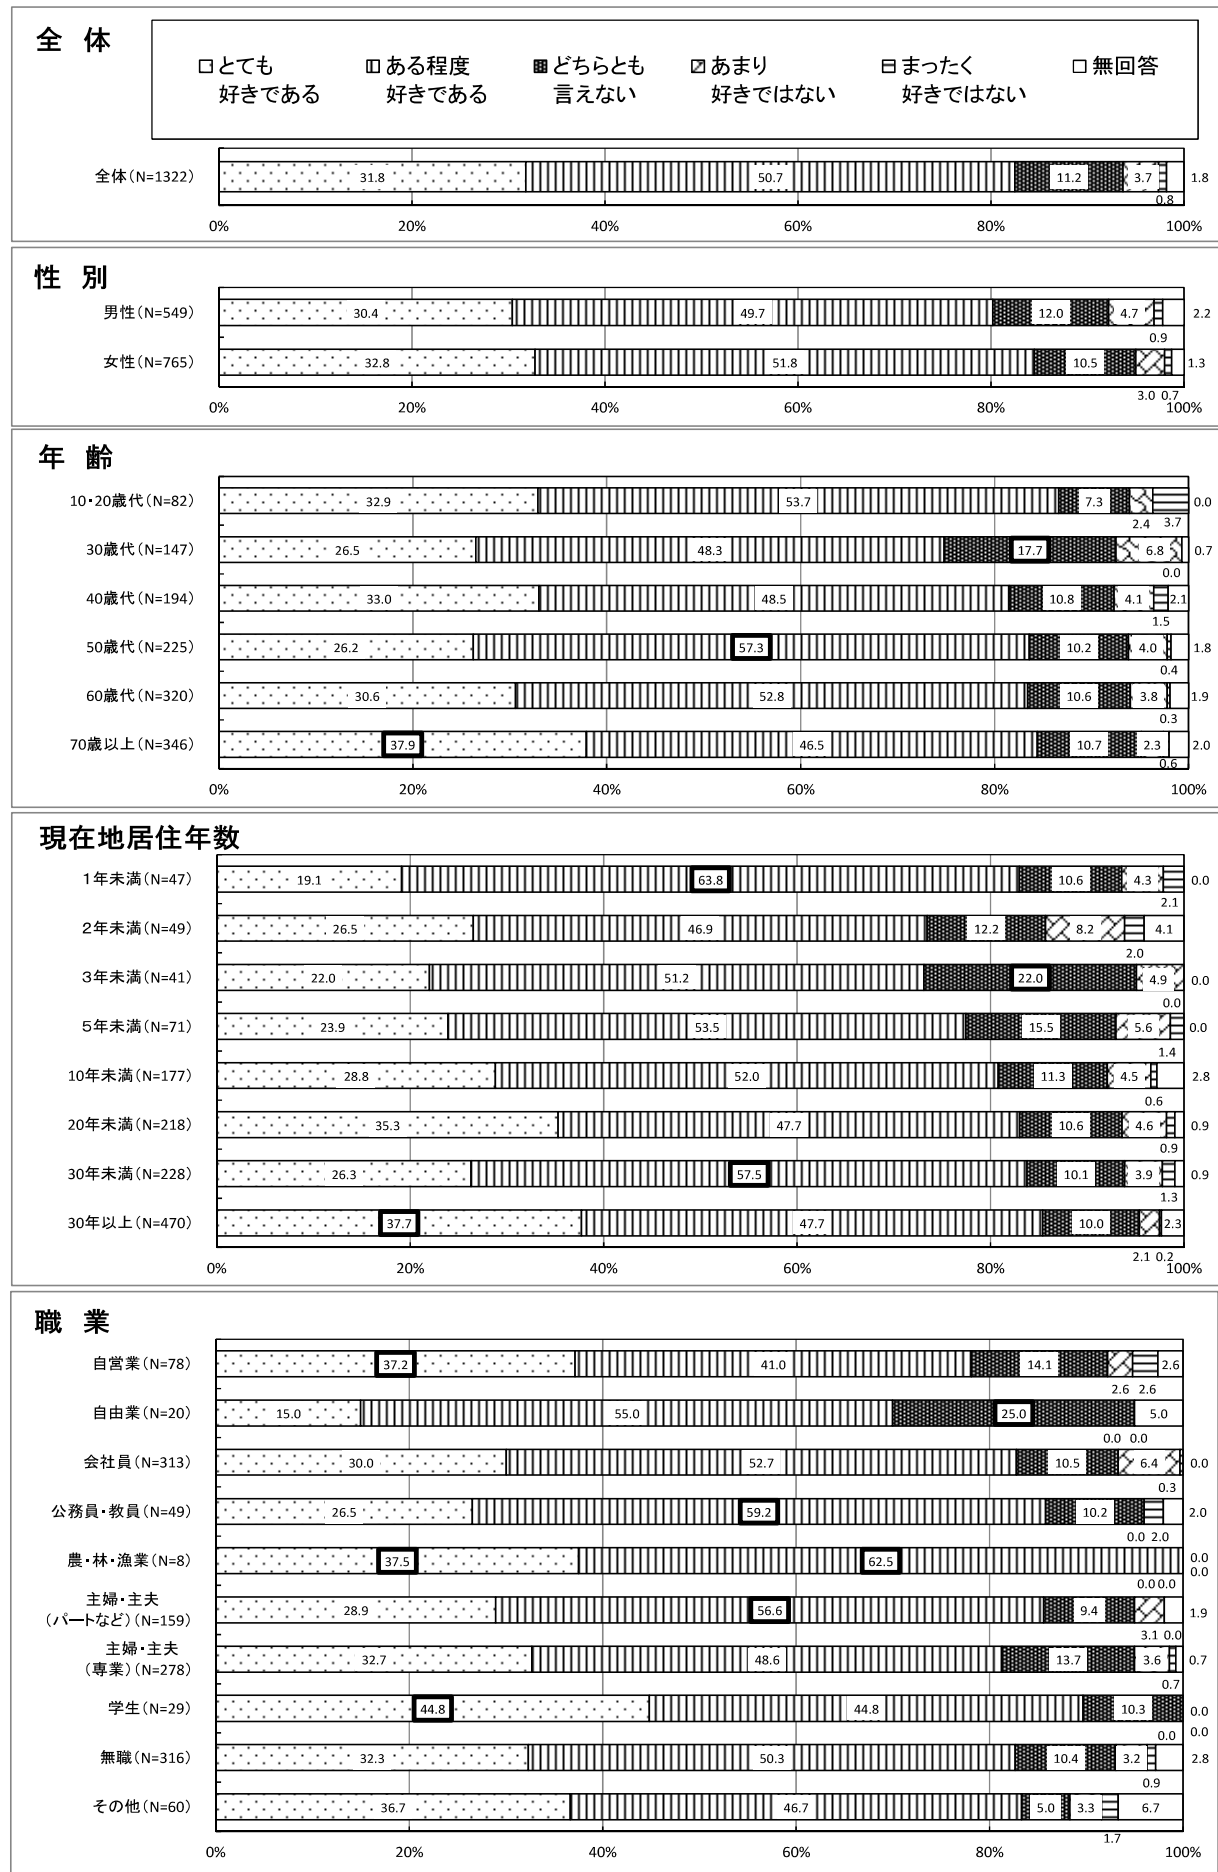 全 体
とても
好きである
ある程度
好きである
どちらとも
言えない
あまり
好きではない
まったく
好きではない
無回答
全体(N=1322) 31.8 50.7 11.2 3.7 1.8
0.8
0% 20% 40% 60% 80% 100%
性 別
男性(N=549) 30.4 49.7 12.0 4.7 2.2
0.9
女性(N=765) 32.8 51.8 10.5 1.3
3.0 0.7
0% 20% 40% 60% 80% 100%
年 齢
10・20歳代(N=82) 32.9 53.7 7.3 0.0
2.4 3.7
30歳代(N=147) 26.5 48.3 17.7 6.8 0.7
0.0
40歳代(N=194) 33.0 48.5 10.8 4.1 2.1
1.5
50歳代(N=225) 26.2 57.3 10.2 4.0 1.8
0.4
60歳代(N=320) 30.6 52.8 10.6 3.8 1.9
0.3
70歳以上(N=346) 37.9 46.5 10.7 2.3 2.0
0.6
0% 20% 40% 60% 80% 100%
現在地居住年数
1年未満(N=47) 19.1 63.8 10.6 4.3 0.0
2.1
2年未満(N=49) 26.5 46.9 12.2 8.2 4.1
2.0
3年未満(N=41) 22.0 51.2 22.0 4.9 0.0
0.0
5年未満(N=71) 23.9 53.5 15.5 5.6 0.0
1.4
10年未満(N=177) 28.8 52.0 11.3 4.5 2.8
0.6
20年未満(N=218) 35.3 47.7 10.6 4.6 0.9
0.9
30年未満(N=228) 26.3 57.5 10.1 3.9 0.9
1.3
30年以上(N=470) 37.7 47.7 10.0 2.3
2.1 0.2
0% 20% 40% 60% 80% 100%
職 業
自営業(N=78) 37.2 41.0 14.1 2.6
2.6 2.6
自由業(N=20) 15.0 55.0 25.0 5.0
0.0 0.0
会社員(N=313) 30.0 52.7 10.5 6.4 0.0
0.3
公務員・教員(N=49) 26.5 59.2 10.2 2.0
0.0 2.0
農・林・漁業(N=8) 37.5 62.5 0.0
0.0
0.0 0.0
主婦・主夫
(パートなど)(N=159) 28.9 56.6 9.4 1.9
3.1 0.0
主婦・主夫
(専業)(N=278) 32.7 48.6 13.7 3.6 0.7
0.7
学生(N=29) 44.8 44.8 10.3 0.0
0.0 0.0
無職(N=316) 32.3 50.3 10.4 3.2 2.8
0.9
その他(N=60) 36.7 46.7 5.0 3.3 6.7
1.7
0% 20% 40% 60% 80% 100%